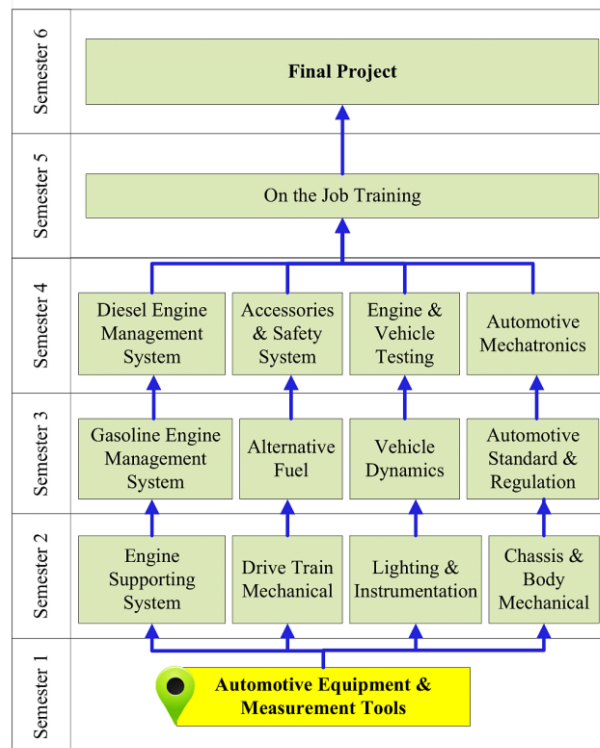 Semester 6
Final Project
Semester 5
On the Job Training
Semester 4
Diesel Engine
Management
System
Accessories
& Safety
System
Engine &
Vehicle
Testing
Automotive
Mechatronics
Semester 3
Gasoline Engine
Management
System
Alternative
Fuel
Vehicle
Dynamics
Automotive
Standard &
Regulation
Semester 2
Engine
Supporting
System
Drive Train
Mechanical
Lighting &
Instrumentation
Chassis &
Body
Mechanical
Semester 1
Automotive Equipment &
Measurement Tools